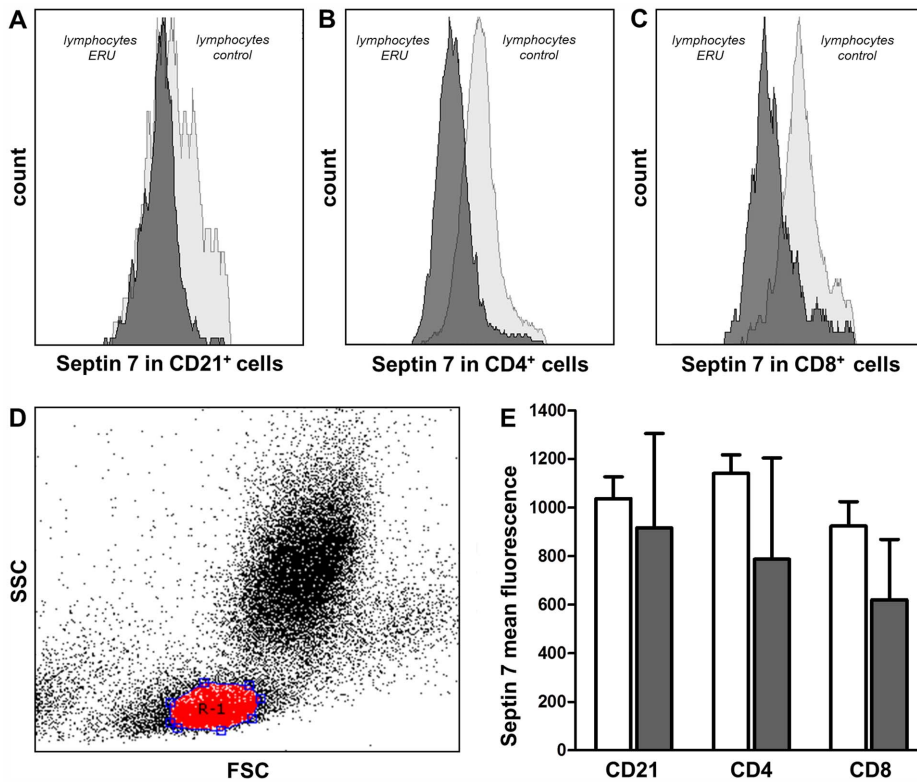 A
lymphocytes
ERU
lymphocytes
control
count
Septin 7 in CD21⁺ cells
B
lymphocytes
ERU
lymphocytes
control
count
Septin 7 in CD4⁺ cells
C
lymphocytes
ERU
lymphocytes
control
count
Septin 7 in CD8⁺ cells
D
SSC
R-1
FSC
E
Septin 7 mean fluorescence
1400
1200
1000
800
600
400
200
0
CD21
CD4
CD8